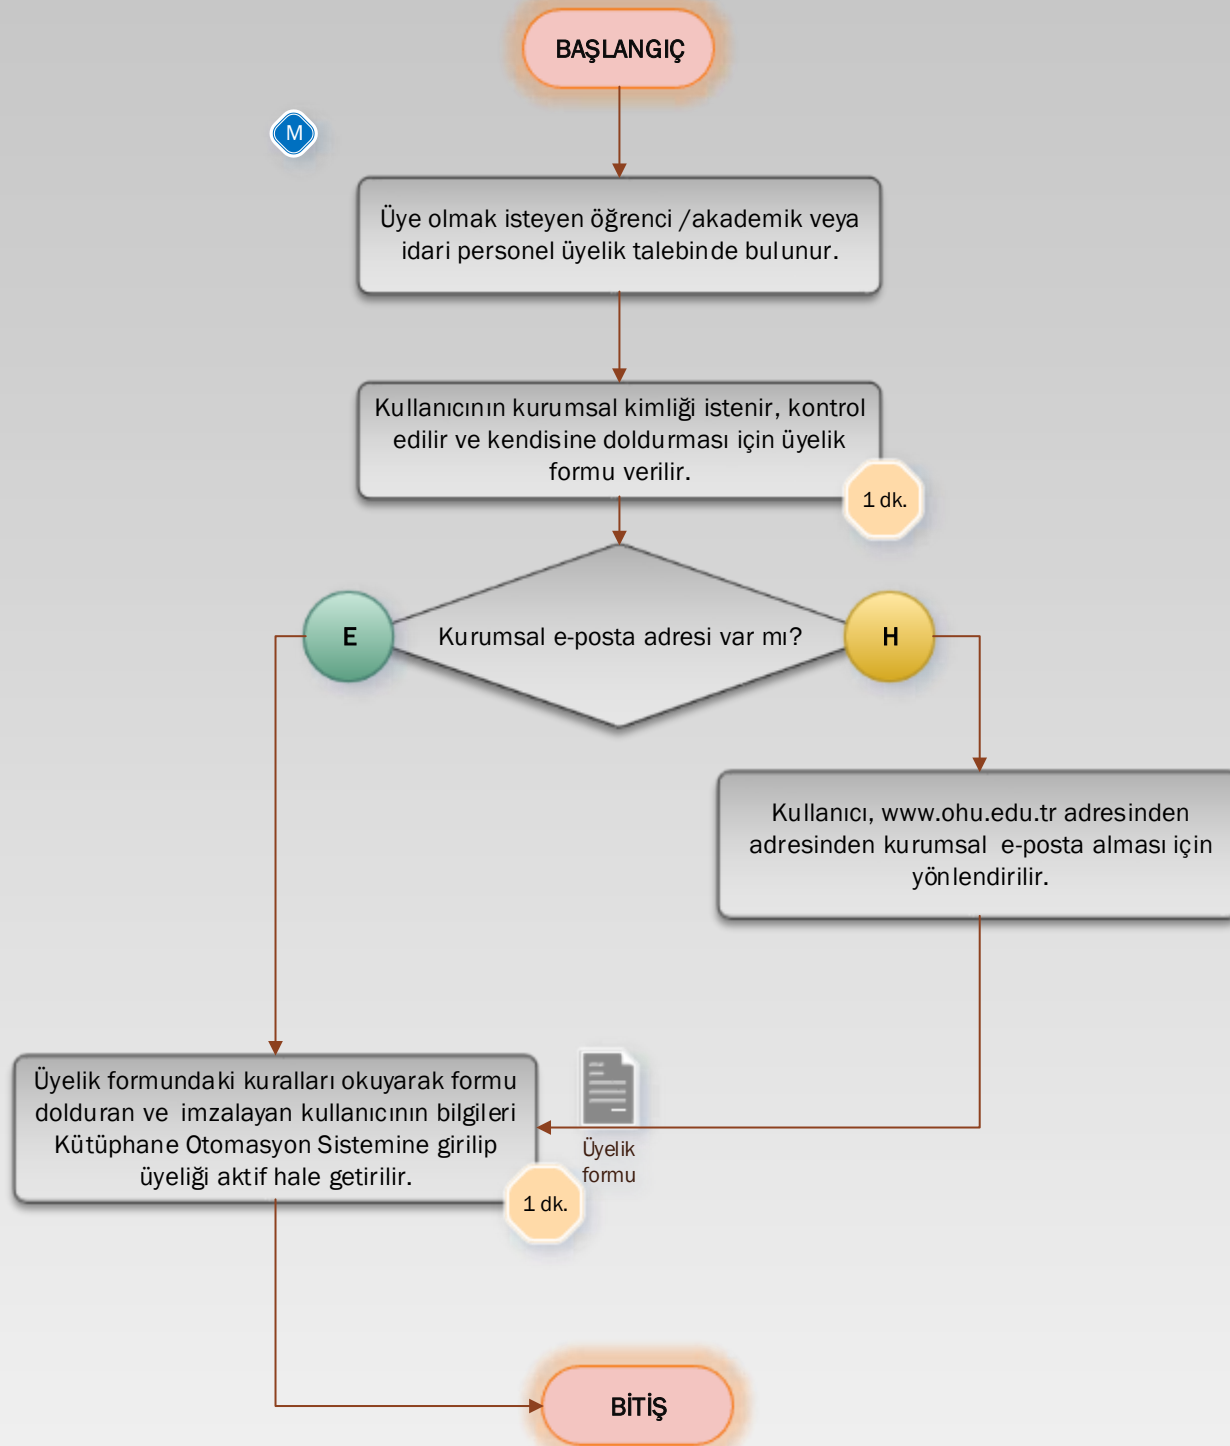 BAŞLANGIÇ
M
Üye olmak isteyen öğrenci /akademik veya
idari personel üyelik talebinde bulunur.
Kullanıcının kurumsal kimliği istenir, kontrol
edilir ve kendisine doldurması için üyelik
formu verilir.
1 dk.
E
Kurumsal e-posta adresi var mı?
H
Kullanıcı, www.ohu.edu.tr adresinden
adresinden kurumsal e-posta alması için
yönlendirilir.
Üyelik formundaki kuralları okuyarak formu
dolduran ve imzalayan kullanıcının bilgileri
Kütüphane Otomasyon Sistemine girilip
üyeliği aktif hale getirilir.
Üyelik
formu
1 dk.
BİTİŞ